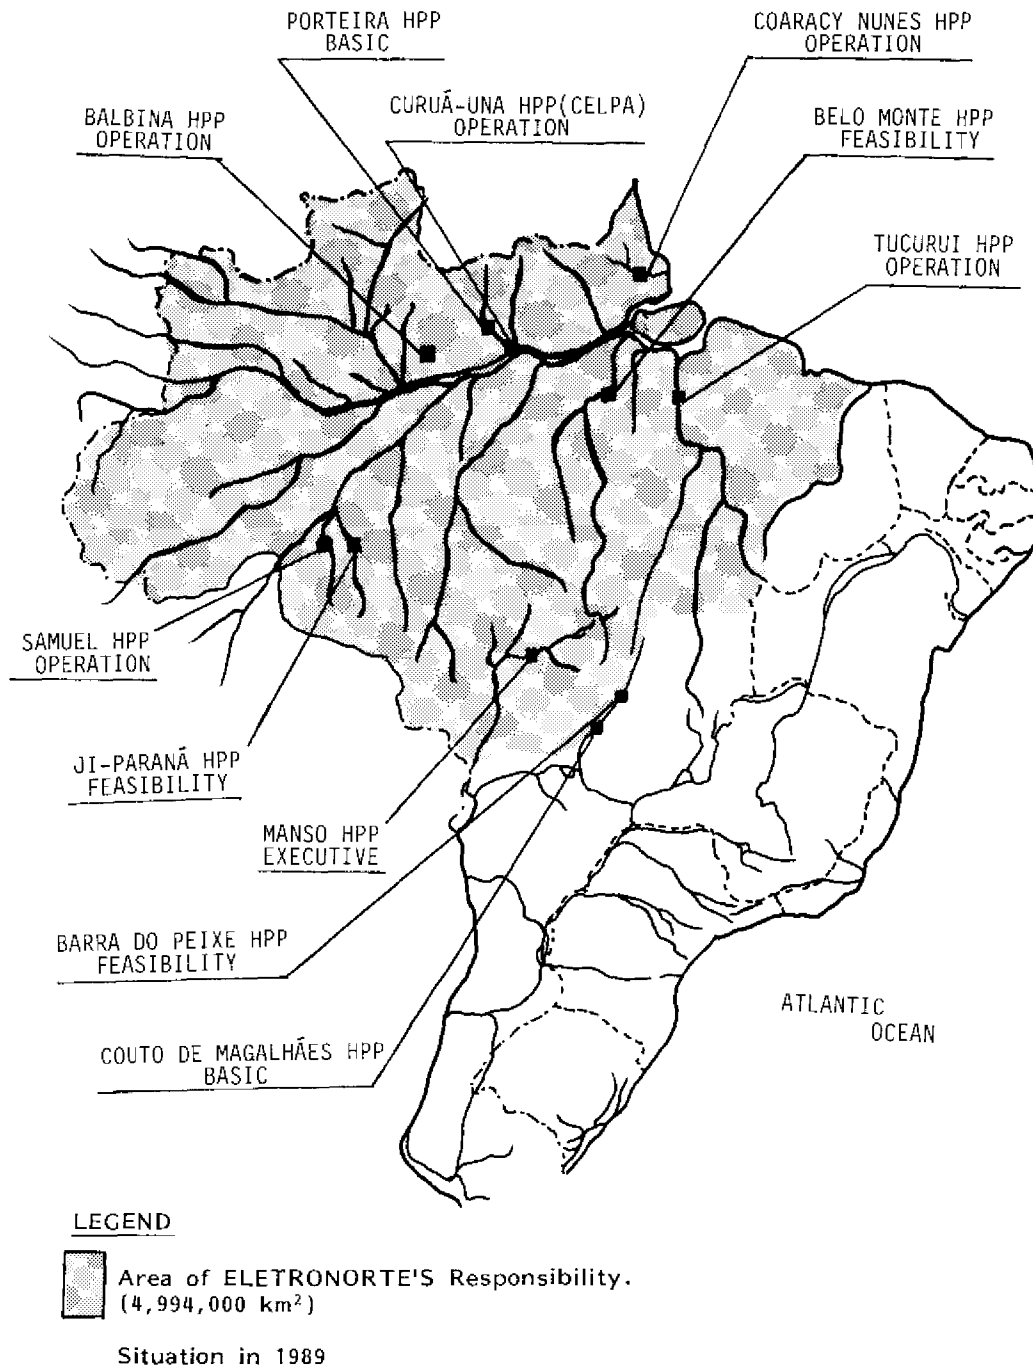 PORTEIRA HPP
BASIC
COARACY NUNES HPP
OPERATION
CURUÁ-UNA HPP(CELPA)
OPERATION
BALBINA HPP
OPERATION
BELO MONTE HPP
FEASIBILITY
TUCURUI HPP
OPERATION
SAMUEL HPP
OPERATION
JI-PARANÁ HPP
FEASIBILITY
MANSO HPP
EXECUTIVE
BARRA DO PEIXE HPP
FEASIBILITY
ATLANTIC
OCEAN
COUTO DE MAGALHÃES HPP
BASIC
LEGEND
Area of ELETRONORTE'S Responsibility.
(4,994,000 km²)
Situation in 1989